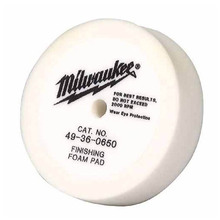 Milwaukee
FOR BEST RESULTS,
DO NOT EXCEED
2000 RPM
Wear Eye Protection
CAT. NO.
49-36-0650
FINISHING
FOAM PAD